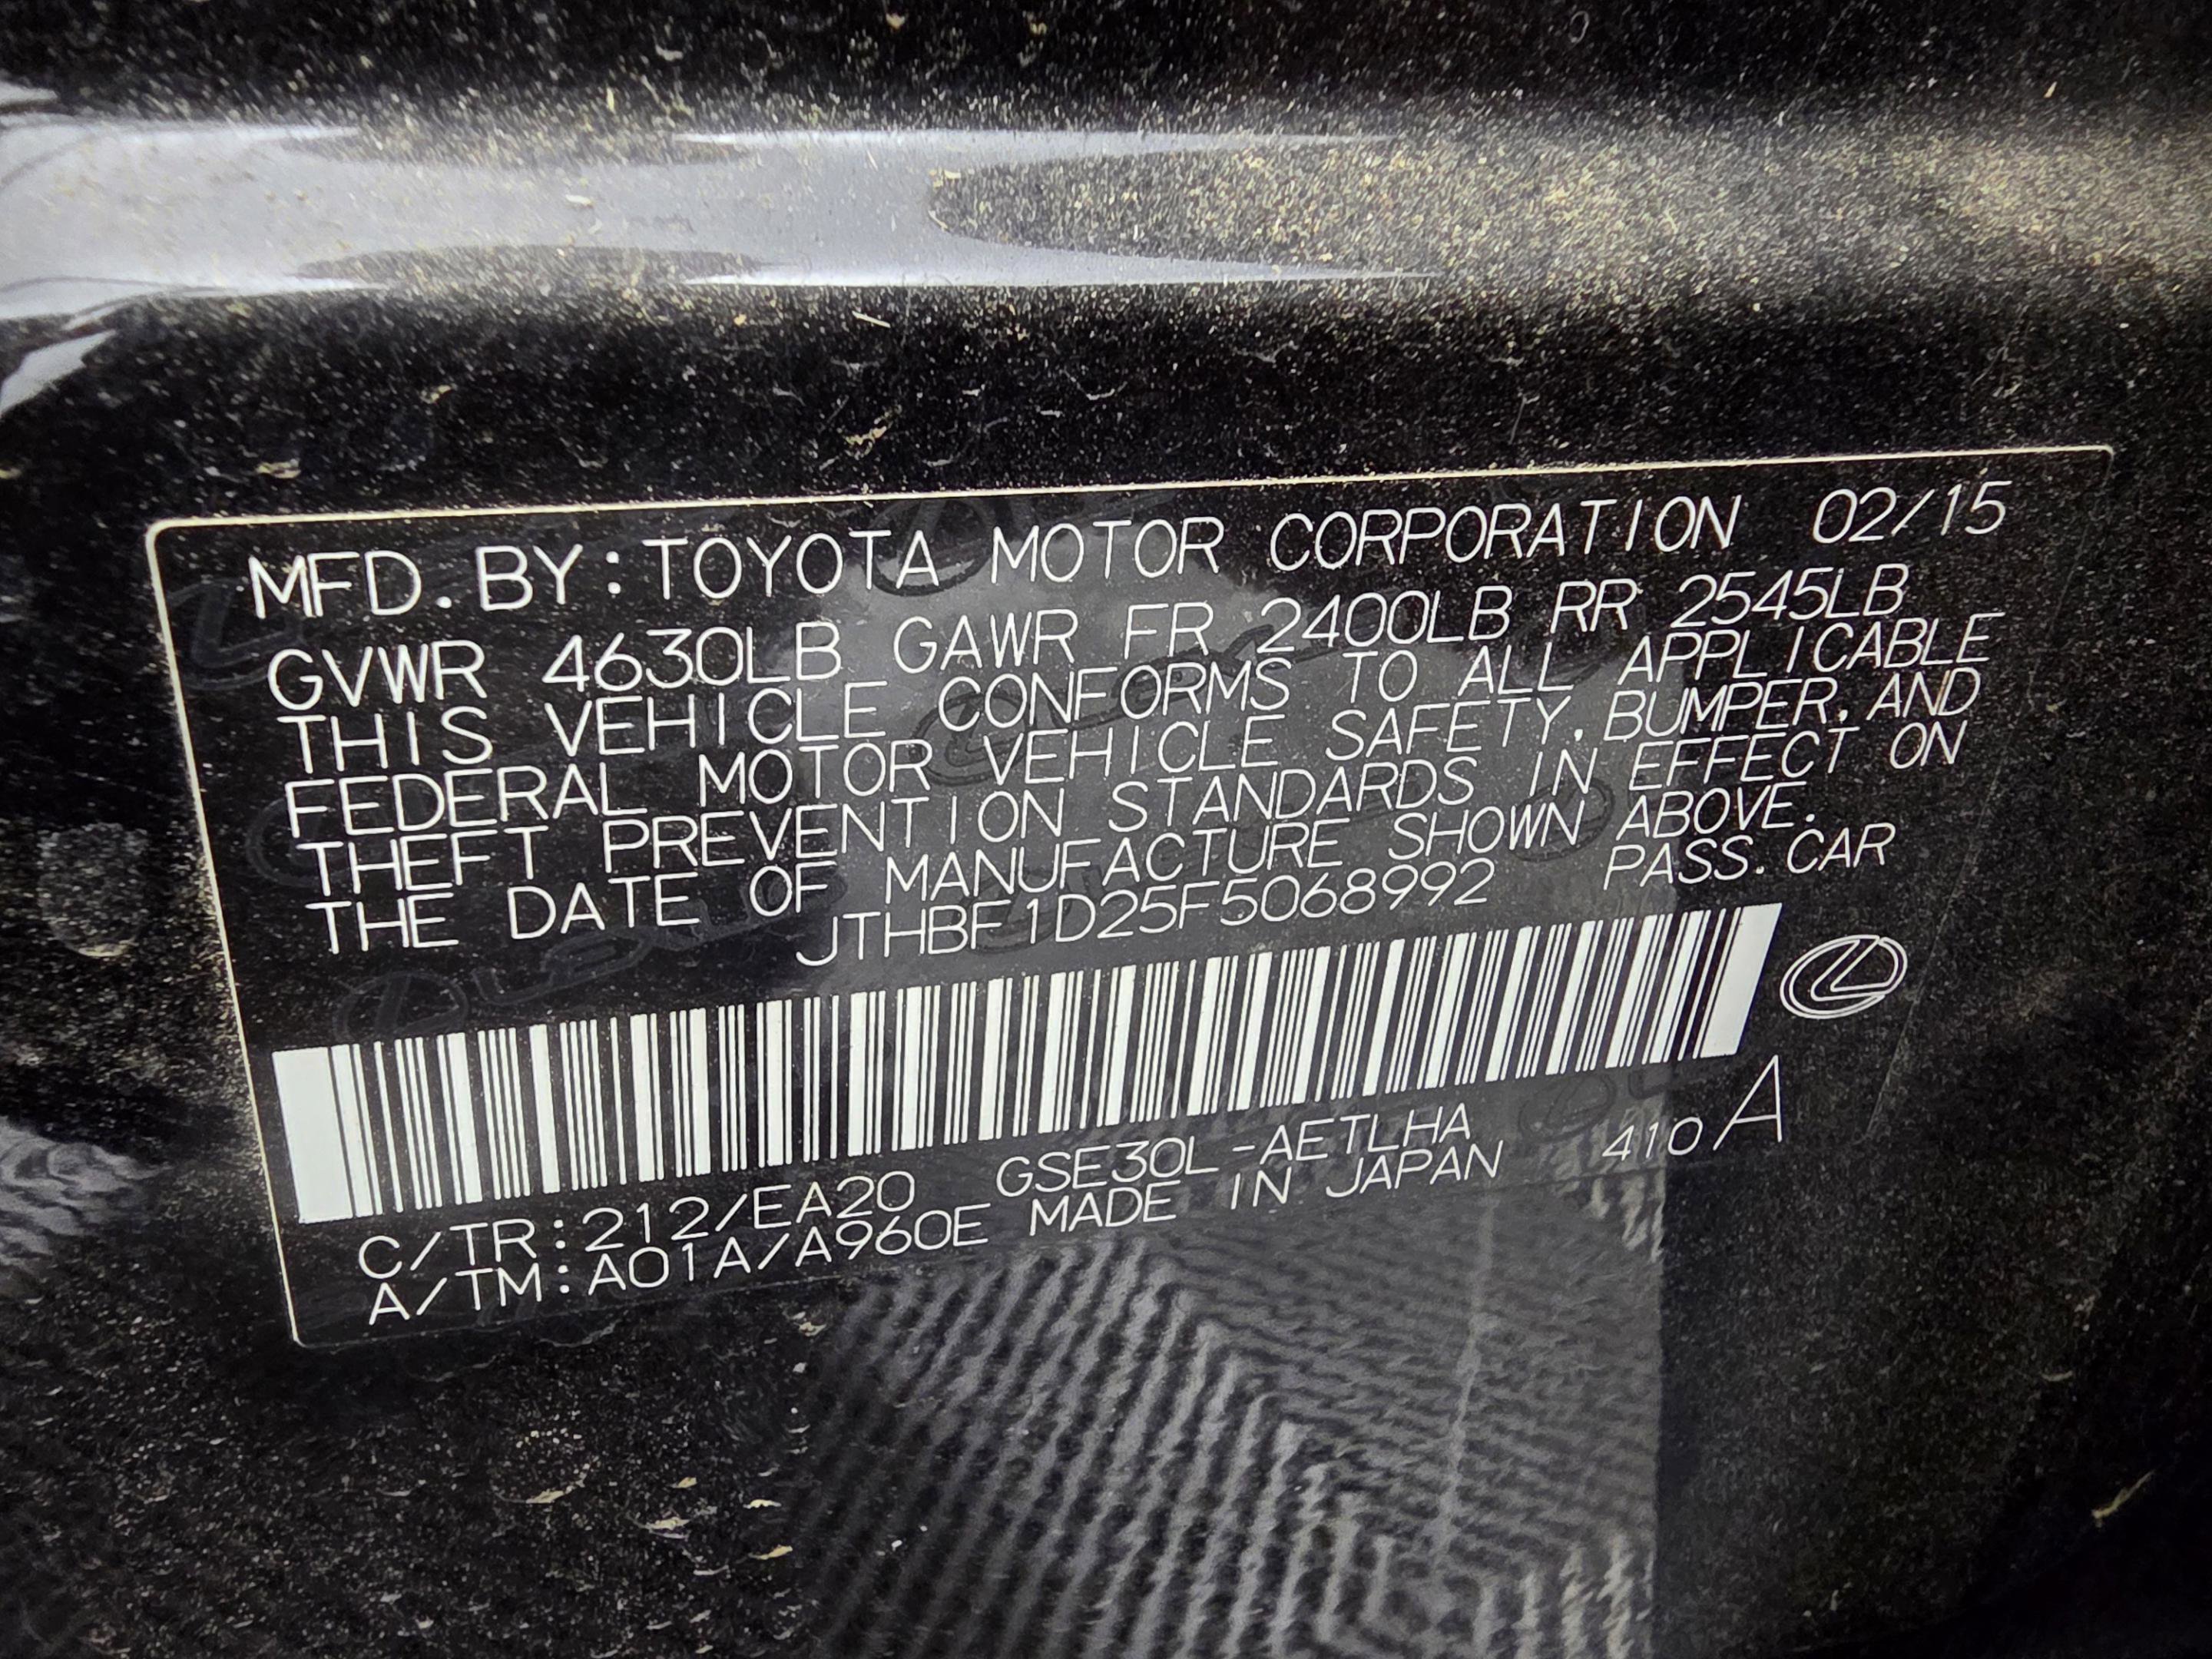 MFD. BY: TOYOTA MOTOR CORPORATION 02/15
GVWR 4630LB GAWR FR 2400LB RR 2545LB
THIS VEHICLE CONFORMS TO ALL APPLICABLE
FEDERAL MOTOR VEHICLE SAFETY, BUMPER, AND
THEFT PREVENTION STANDARDS IN EFFECT ON
THE DATE OF MANUFACTURE SHOWN ABOVE.
JTHBF1D25F5068992 PASS. CAR
C/TR: 212/EA20 GSE30L-AETLHA
A/TM: A01A/A960E MADE IN JAPAN 410 A